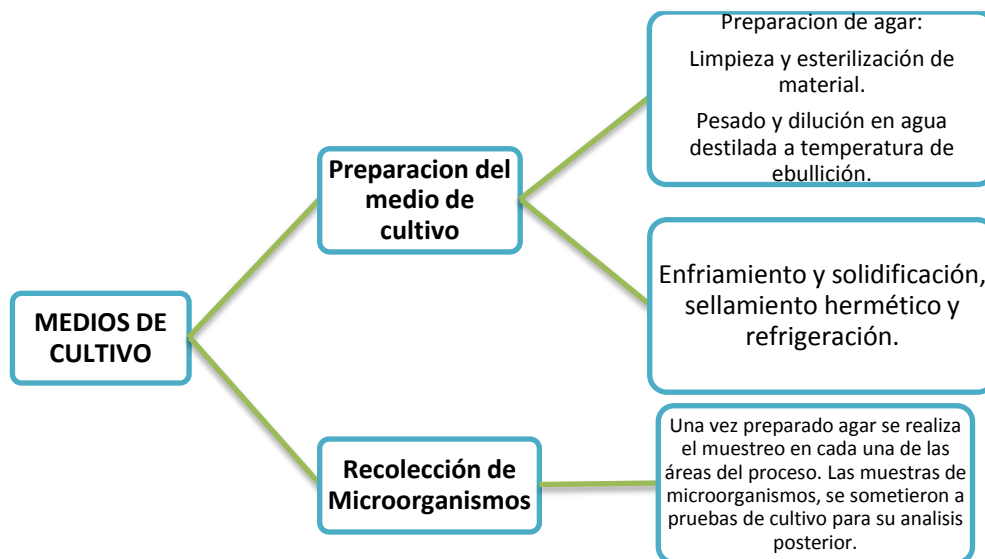 Preparacion de agar:
Limpieza y esterilización de
material.
Pesado y dilución en agua
destilada a temperatura de
ebullición.
Preparacion del
medio de
cultivo
Enfriamiento y solidificación,
sellamiento hermético y
refrigeración.
MEDIOS DE
CULTIVO
Recolección de
Microorganismos
Una vez preparado agar se realiza
el muestreo en cada una de las
áreas del proceso. Las muestras de
microorganismos, se sometieron a
pruebas de cultivo para su analisis
posterior.